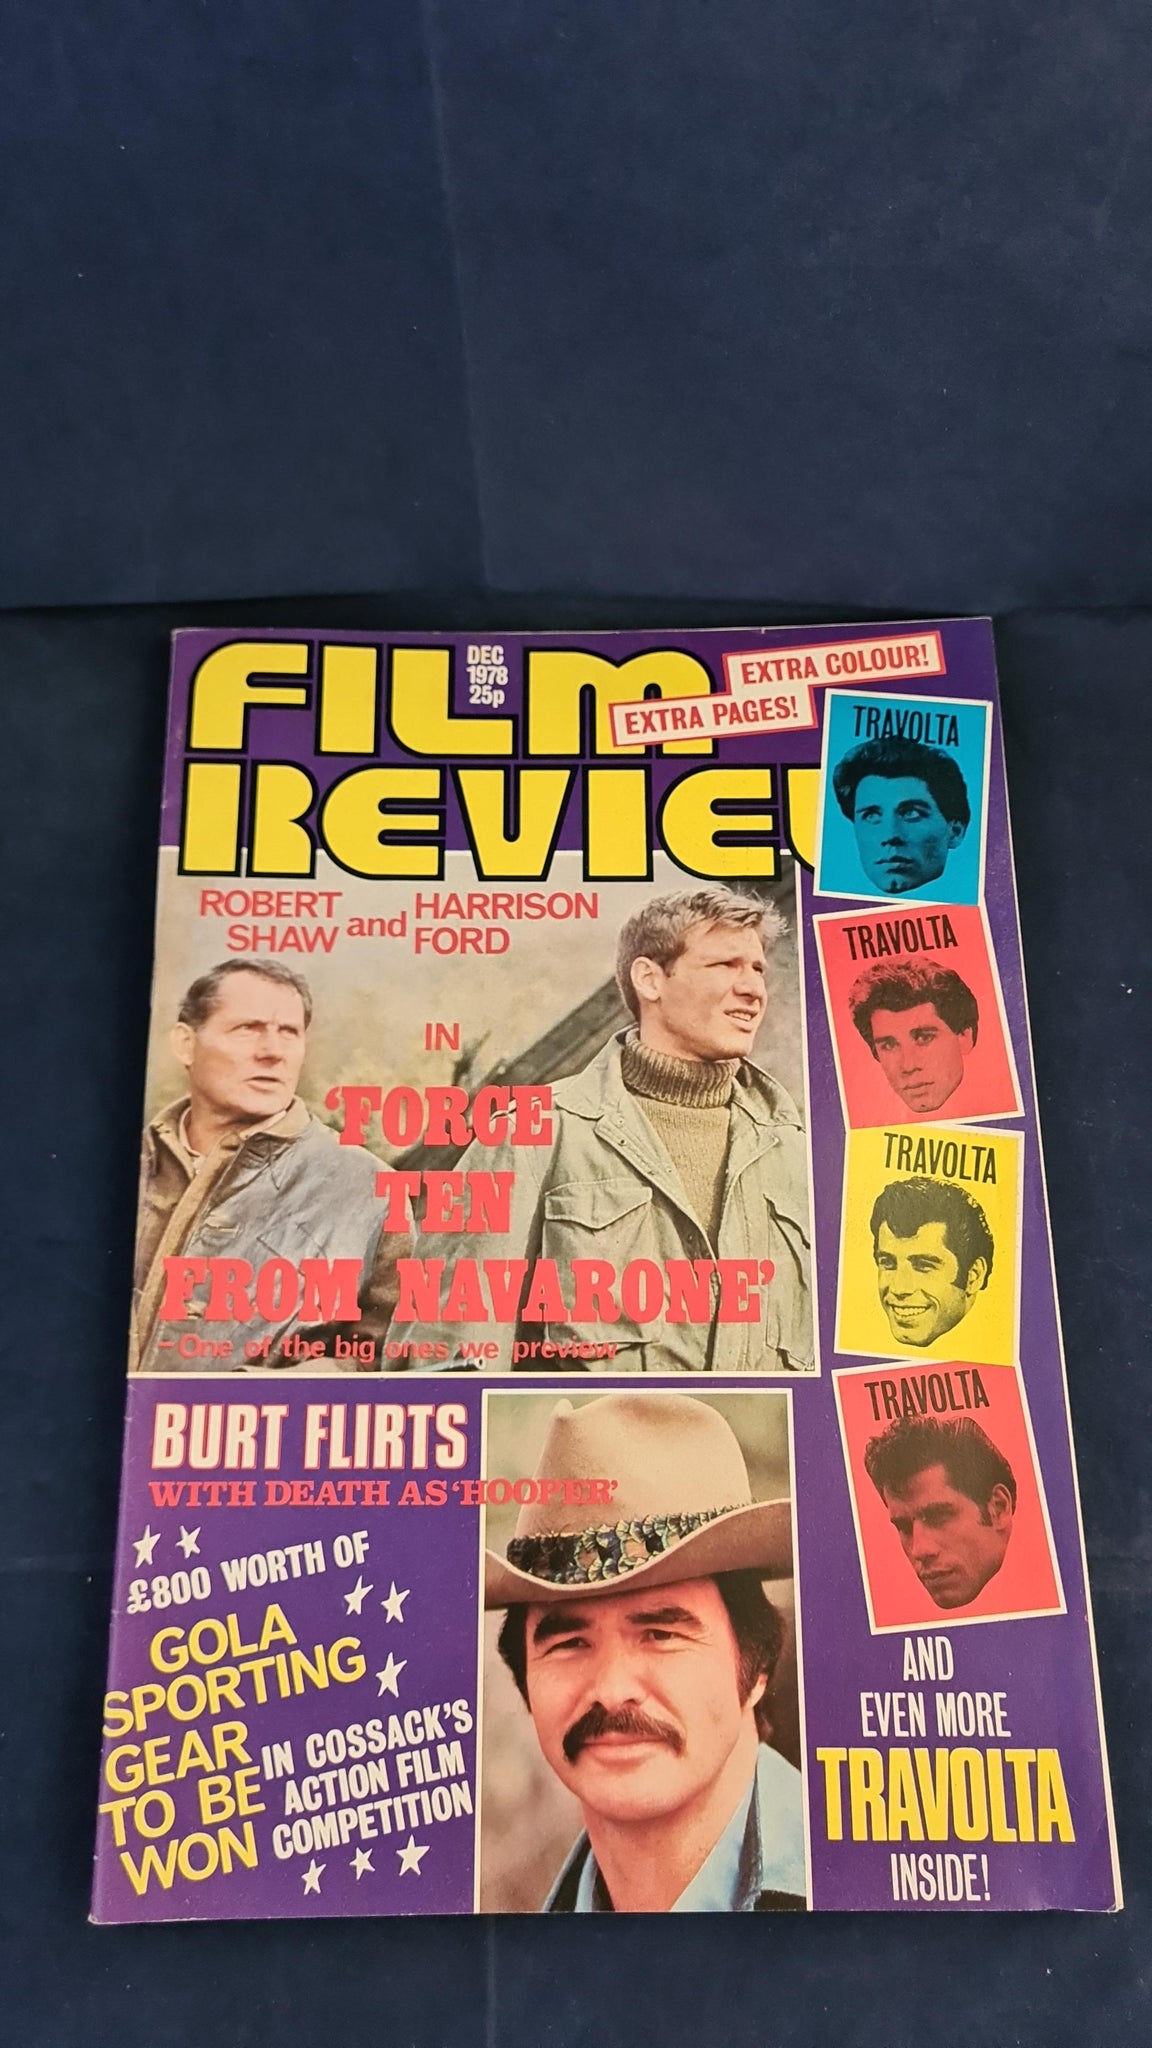 FILM
DEC
1978
25p
EXTRA COLOUR!
EXTRA PAGES!
REVIE
ROBERT
SHAW
and
HARRISON
FORD
IN
'FORCE
TEN
FROM NAVARONE'
-One of the big ones we preview
TRAVOLTA
TRAVOLTA
TRAVOLTA
TRAVOLTA
AND
EVEN MORE
TRAVOLTA
INSIDE!
BURT FLIRTS
WITH DEATH AS 'HOOPER'
£800 WORTH OF
GOLA
SPORTING
GEAR
TO BE
WON
IN COSSACK'S
ACTION FILM
COMPETITION